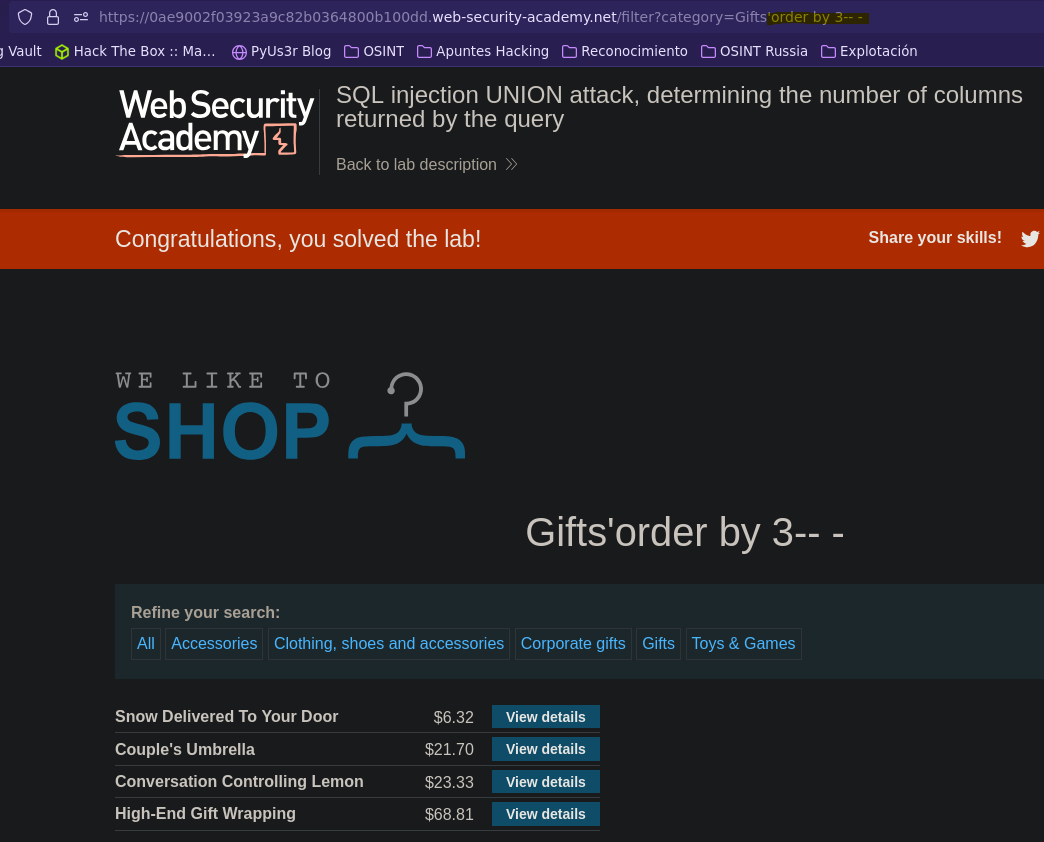 https://0ae9002f03923a9c82b0364800b100dd.web-security-academy.net/filter?category=Gifts'order by 3-- -
g Vault Hack The Box :: Ma… PyUs3r Blog OSINT Apuntes Hacking Reconocimiento OSINT Russia Explotación
Web Security
Academy
SQL injection UNION attack, determining the number of columns
returned by the query
Back to lab description
Congratulations, you solved the lab!
Share your skills!
WE LIKE TO
SHOP
Gifts'order by 3-- -
Refine your search:
All Accessories Clothing, shoes and accessories Corporate gifts Gifts Toys & Games
Snow Delivered To Your Door $6.32 View details
Couple's Umbrella $21.70 View details
Conversation Controlling Lemon $23.33 View details
High-End Gift Wrapping $68.81 View details